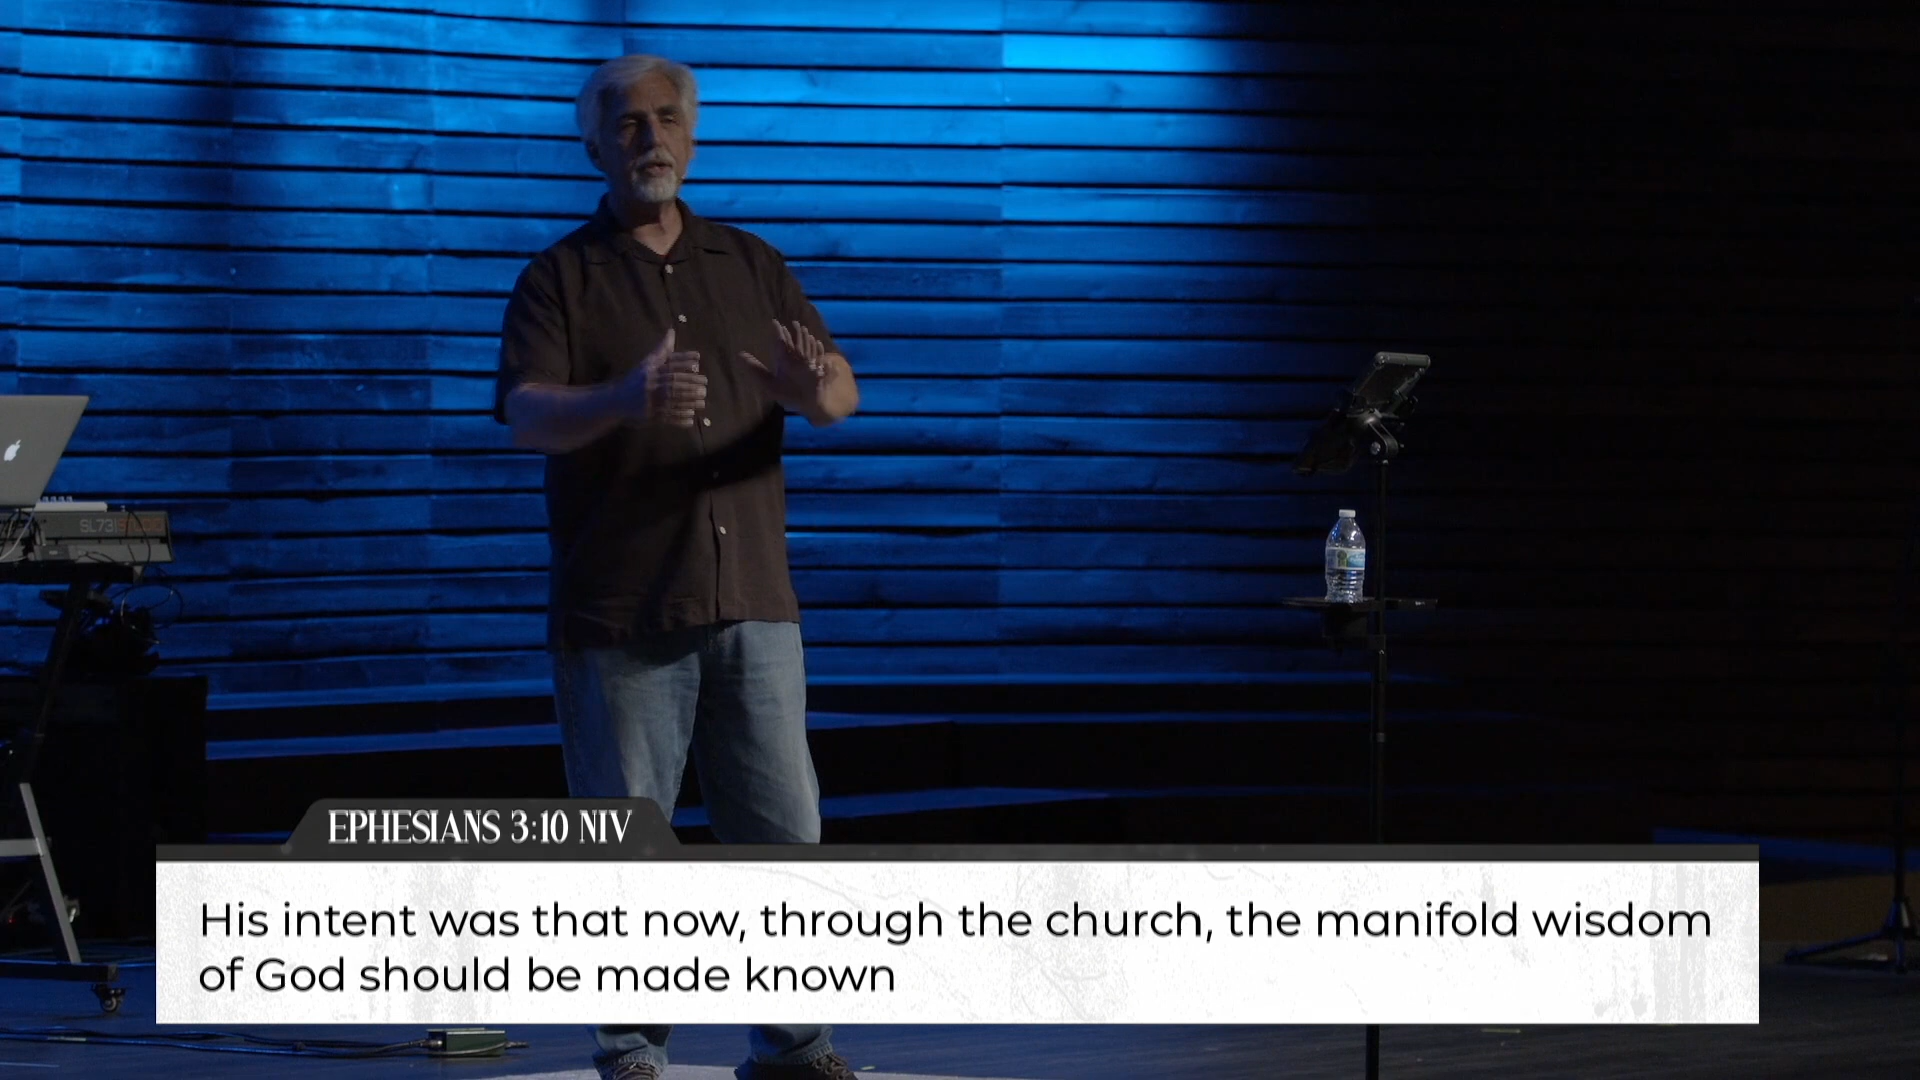 SL73
EPHESIANS 3:10 NIV
His intent was that now, through the church, the manifold wisdom
of God should be made known